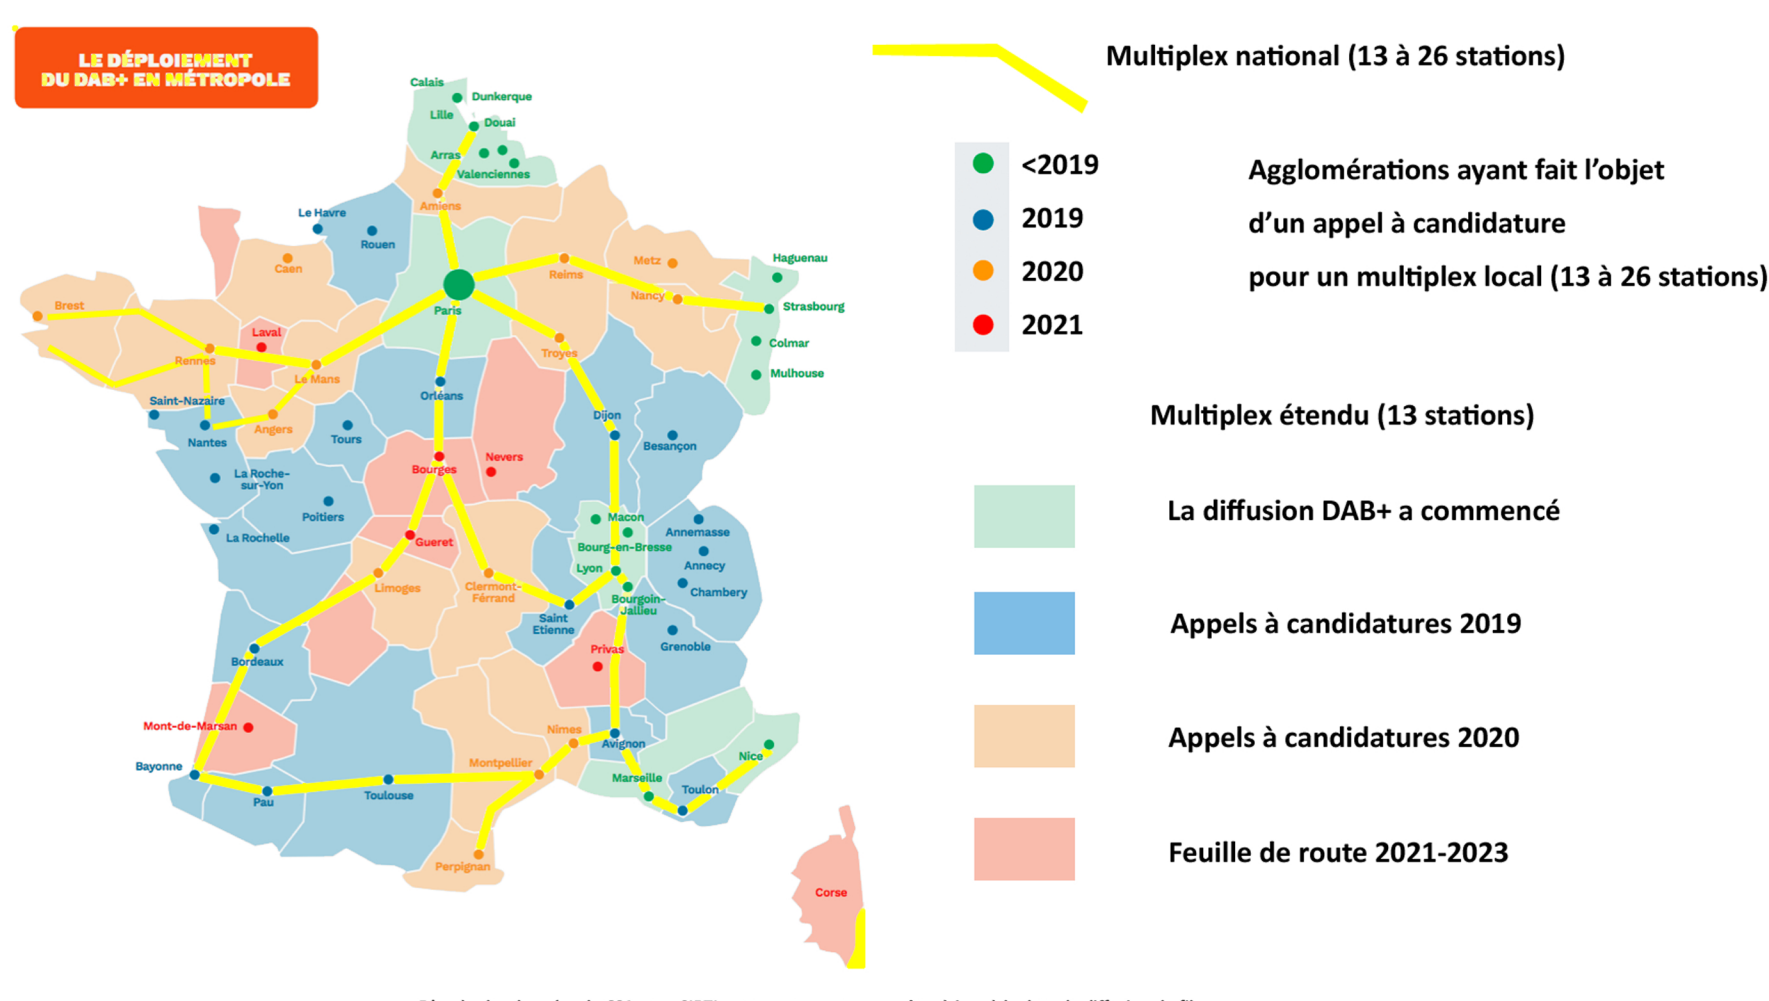 LE DÉPLOIEMENT
DU DAB+ EN MÉTROPOLE
Multiplex national (13 à 26 stations)
<2019
2019
2020
2021
Agglomérations ayant fait l’objet
d’un appel à candidature
pour un multiplex local (13 à 26 stations)
Multiplex étendu (13 stations)
La diffusion DAB+ a commencé
Appels à candidatures 2019
Appels à candidatures 2020
Feuille de route 2021-2023
Calais
Dunkerque
Lille
Douai
Arras
Valenciennes
Amiens
Le Havre
Rouen
Caen
Reims
Metz
Haguenau
Nancy
Strasbourg
Paris
Brest
Laval
Rennes
Le Mans
Troyes
Colmar
Mulhouse
Saint-Nazaire
Orléans
Angers
Nantes
Tours
Dijon
Besançon
Bourges
Nevers
La Roche-
sur-Yon
Poitiers
La Rochelle
Macon
Annemasse
Gueret
Bourg-en-Bresse
Lyon
Annecy
Limoges
Clermont-
Férrand
Chambery
Bourgoin-
Jallieu
Saint
Etienne
Grenoble
Privas
Bordeaux
Mont-de-Marsan
Nimes
Avignon
Bayonne
Montpellier
Nice
Marseille
Toulon
Pau
Toulouse
Perpignan
Corse